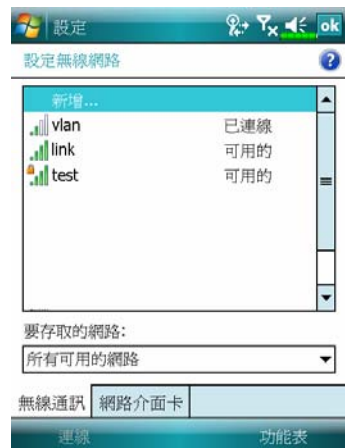 設定 ok
設定無線網路
新增...
vlan 已連線
link 可用的
test 可用的
要存取的網路:
所有可用的網路
無線通訊 網路介面卡
連線 功能表